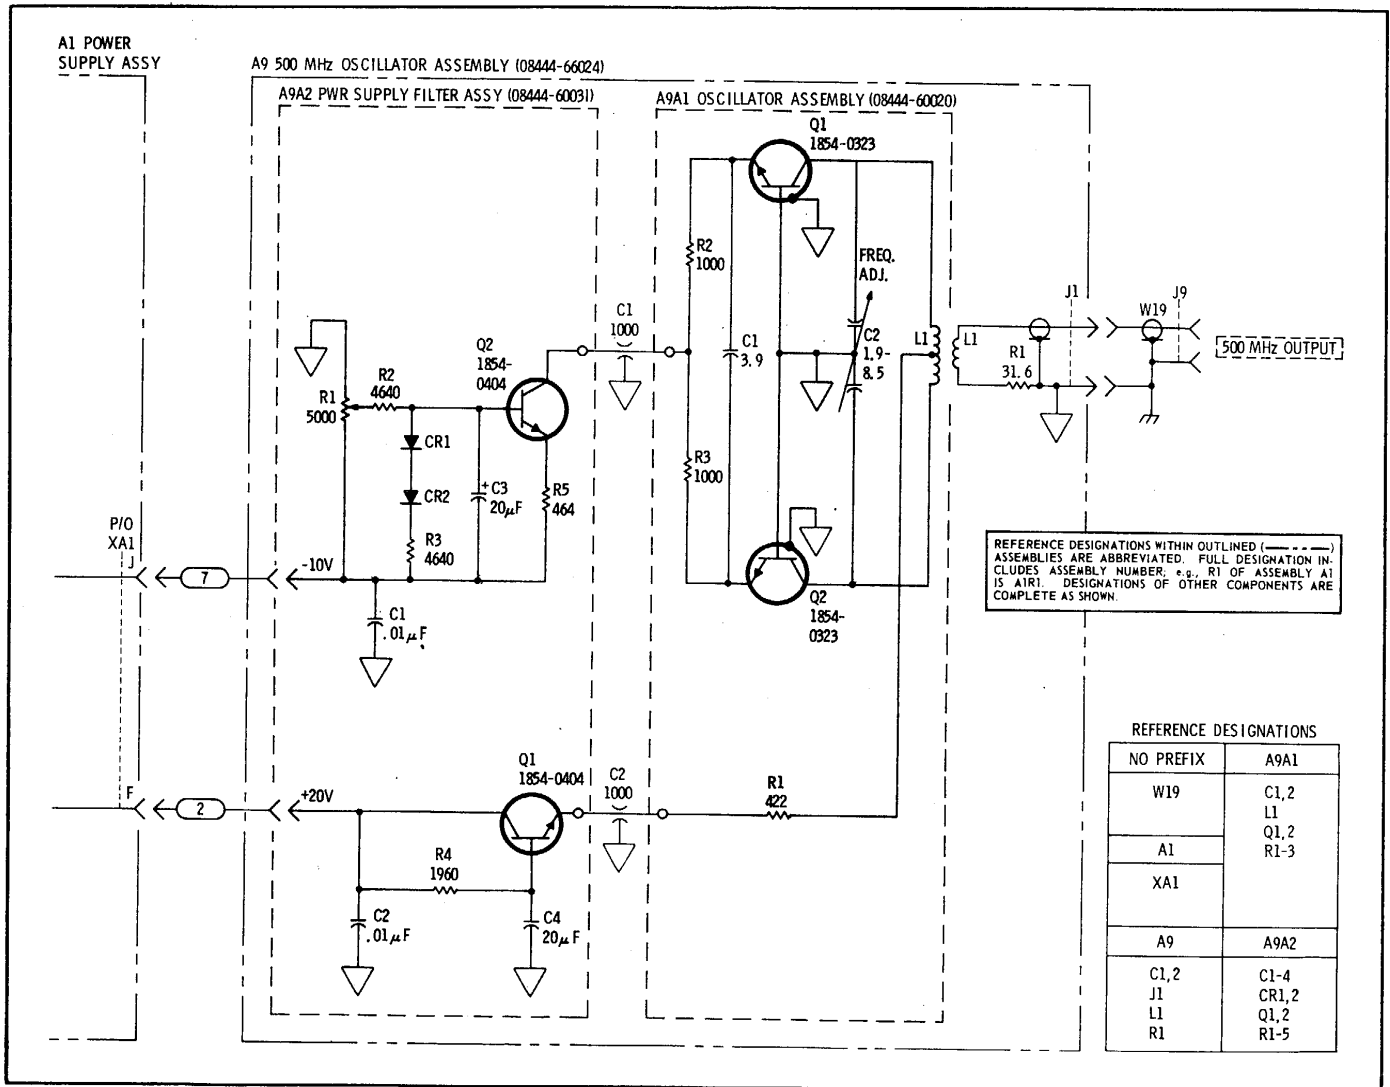 A1 POWER
SUPPLY ASSY
A9 500 MHz OSCILLATOR ASSEMBLY (08444-66024)
A9A2 PWR SUPPLY FILTER ASSY (08444-60031)
A9A1 OSCILLATOR ASSEMBLY (08444-60020)
Q1
1854-0323
R2
1000
FREQ.
ADJ.
C1
3.9
C2
1.9-
8.5
L1
L1
R1
31.6
J1
W19
J9
500 MHz OUTPUT
C1
1000
Q2
1854-
0404
R2
4640
R1
5000
CR1
CR2
+
C3
20µF
R5
464
R3
4640
R3
1000
P/O
XA1
J
7
-10V
C1
.01µF
Q2
1854-
0323
REFERENCE DESIGNATIONS WITHIN OUTLINED (— - - —)
ASSEMBLIES ARE ABBREVIATED. FULL DESIGNATION IN-
CLUDES ASSEMBLY NUMBER; e.g., R1 OF ASSEMBLY A1
IS A1R1. DESIGNATIONS OF OTHER COMPONENTS ARE
COMPLETE AS SHOWN.
F
2
+20V
Q1
1854-0404
C2
1000
R1
422
R4
1960
C2
.01µF
C4
20µF
REFERENCE DESIGNATIONS
NO PREFIX A9A1
W19 C1,2
L1
Q1,2
A1 R1-3
XA1
A9 A9A2
C1,2 C1-4
J1 CR1,2
L1 Q1,2
R1 R1-5